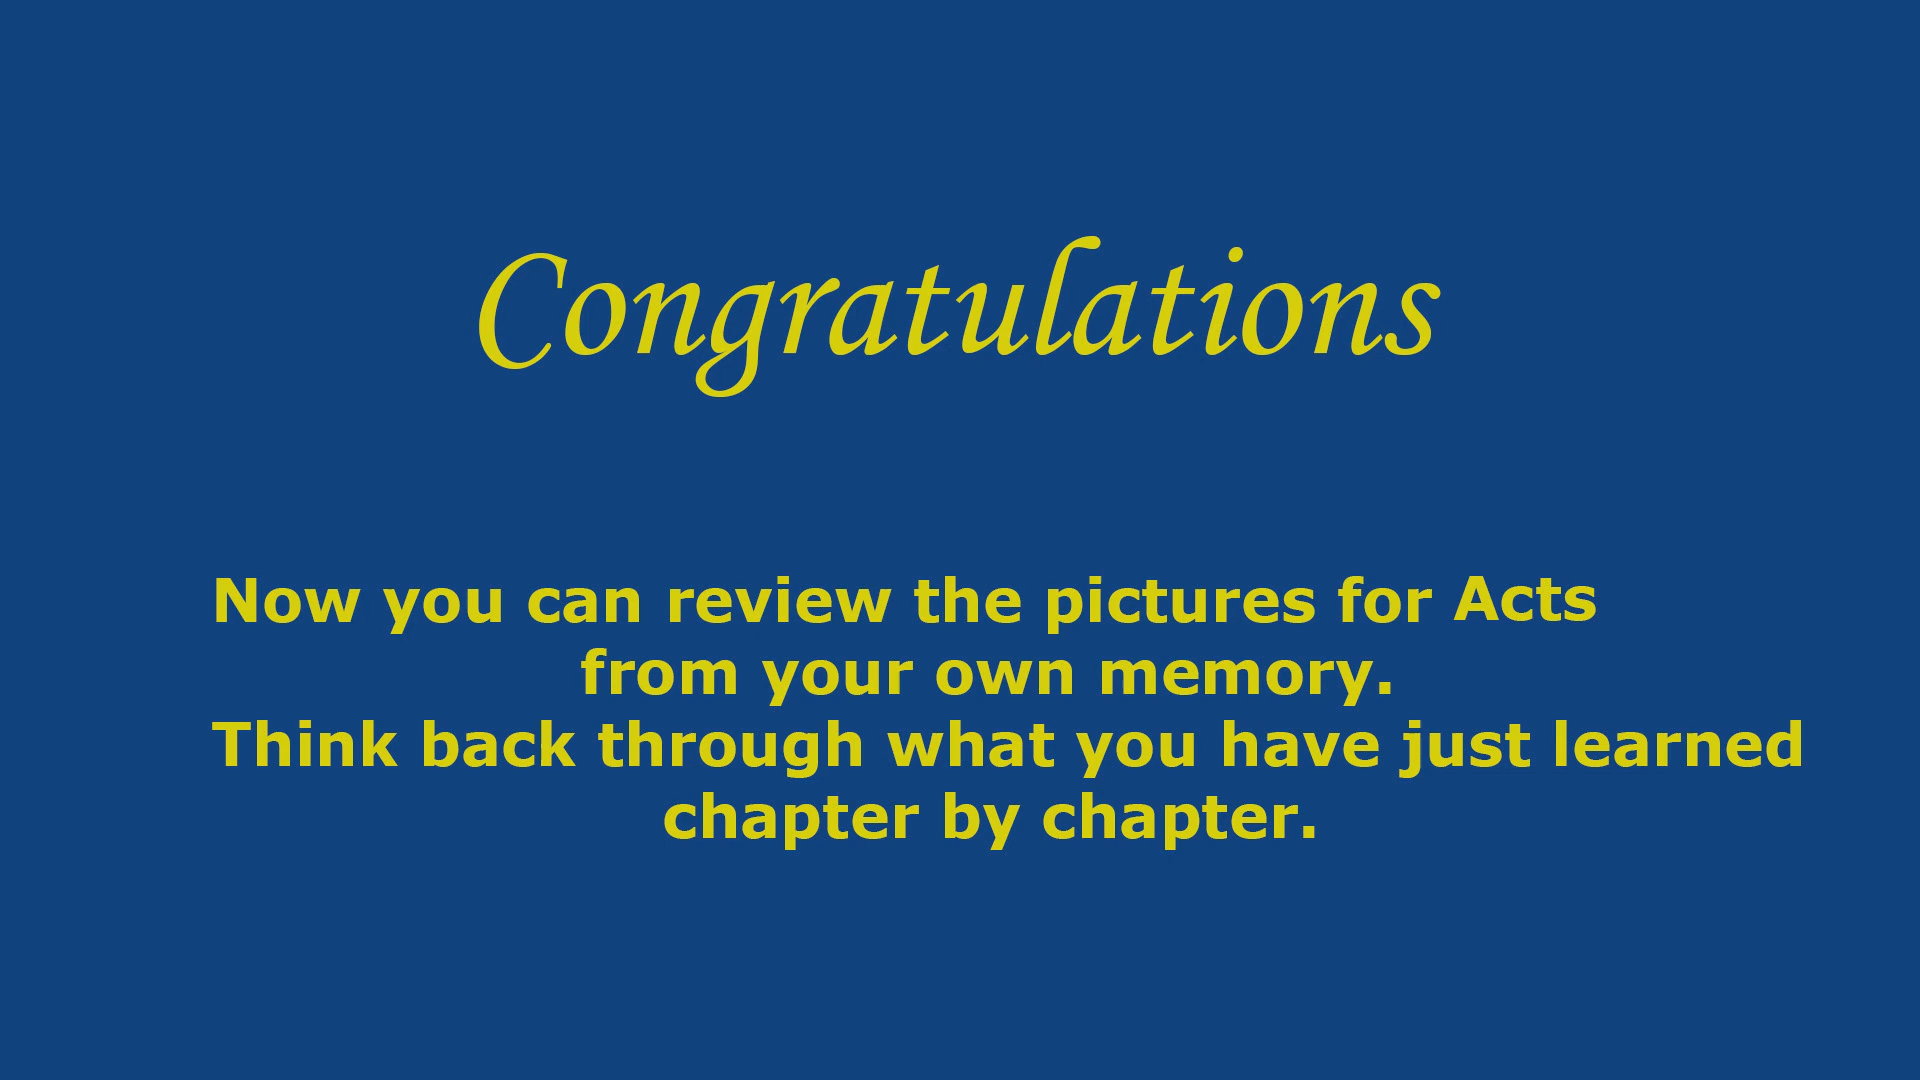 Congratulations
Now you can review the pictures for Acts
from your own memory.
Think back through what you have just learned
chapter by chapter.